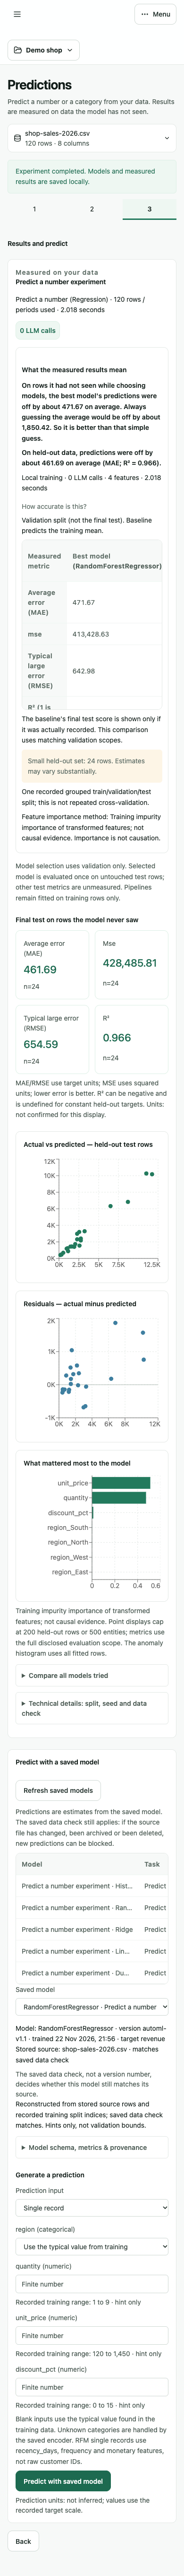 Menu
Demo shop
Predictions
Predict a number or a category from your data. Results
are measured on data the model has not seen.
shop-sales-2026.csv
120 rows · 8 columns
Experiment completed. Models and measured
results are saved locally.
1
2
3
Results and predict
Measured on your data
Predict a number experiment
Predict a number (Regression) · 120 rows /
periods used · 2.018 seconds
0 LLM calls
What the measured results mean
On rows it had not seen while choosing
models, the best model's predictions were
off by about 471.67 on average. Always
guessing the average would be off by about
1,850.42. So it is better than that simple
guess.
On held-out data, predictions were off by
about 461.69 on average (MAE; R² = 0.966).
Local training · 0 LLM calls · 4 features · 2.018
seconds
How accurate is this?
Validation split (not the final test). Baseline
predicts the training mean.
Measured metric
Best model (RandomForestRegressor)
Average error (MAE)
471.67
mse
413,428.63
Typical large error (RMSE)
642.98
R² (1 is
The baseline's final test score is shown only if
it was actually recorded. This comparison
uses matching validation scopes.
Small held-out set: 24 rows. Estimates
may vary substantially.
One recorded grouped train/validation/test
split; this is not repeated cross-validation.
Feature importance method: Training impurity
importance of transformed features; not
causal evidence. Importance is not causation.
Model selection uses validation only. Selected
model is evaluated once on untouched test rows;
other test metrics are unmeasured. Pipelines
remain fitted on training rows only.
Final test on rows the model never saw
Average error
(MAE)
461.69
n=24
Mse
428,485.81
n=24
Typical large error
(RMSE)
654.59
n=24
R²
0.966
n=24
MAE/RMSE use target units; MSE uses squared
units; lower error is better. R² can be negative and
is undefined for constant held-out targets. Units:
not confirmed for this display.
Actual vs predicted — held-out test rows
12K
10K
8K
6K
4K
2K
0K
0K 2.5K 5K 7.5K 12.5K
Residuals — actual minus predicted
2K
1K
0K
-1K
0K 2K 4K 6K 8K 12K
What mattered most to the model
unit_price
quantity
discount_pct
region_South
region_North
region_West
region_East
0 0.2 0.4 0.6
Training impurity importance of transformed
features; not causal evidence. Point displays cap
at 200 held-out rows or 500 entities; metrics use
the full disclosed evaluation scope. The anomaly
histogram uses all fitted rows.
Compare all models tried
Technical details: split, seed and data
check
Predict with a saved model
Refresh saved models
Predictions are estimates from the saved model.
The saved data check still applies: if the source
file has changed, been archived or been deleted,
new predictions can be blocked.
Model Task
Predict a number experiment · Hist... Predict
Predict a number experiment · Ran... Predict
Predict a number experiment · Ridge Predict
Predict a number experiment · Lin... Predict
Predict a number experiment · Du... Predict
Saved model
RandomForestRegressor · Predict a number
Model: RandomForestRegressor · version automl-
v1.1 · trained 22 Nov 2026, 21:56 · target revenue
Stored source: shop-sales-2026.csv · matches
saved data check
The saved data check, not a version number,
decides whether this model still matches its
source.
Reconstructed from stored source rows and
recorded training split indices; saved data check
matches. Hints only, not validation bounds.
Model schema, metrics & provenance
Generate a prediction
Prediction input
Single record
region (categorical)
Use the typical value from training
quantity (numeric)
Finite number
Recorded training range: 1 to 9 · hint only
unit_price (numeric)
Finite number
Recorded training range: 120 to 1,450 · hint only
discount_pct (numeric)
Finite number
Recorded training range: 0 to 15 · hint only
Blank inputs use the typical value found in the
training data. Unknown categories are handled by
the saved encoder. RFM single records use
recency_days, frequency and monetary features,
not raw customer IDs.
Predict with saved model
Prediction units: not inferred; values use the
recorded target scale.
Back